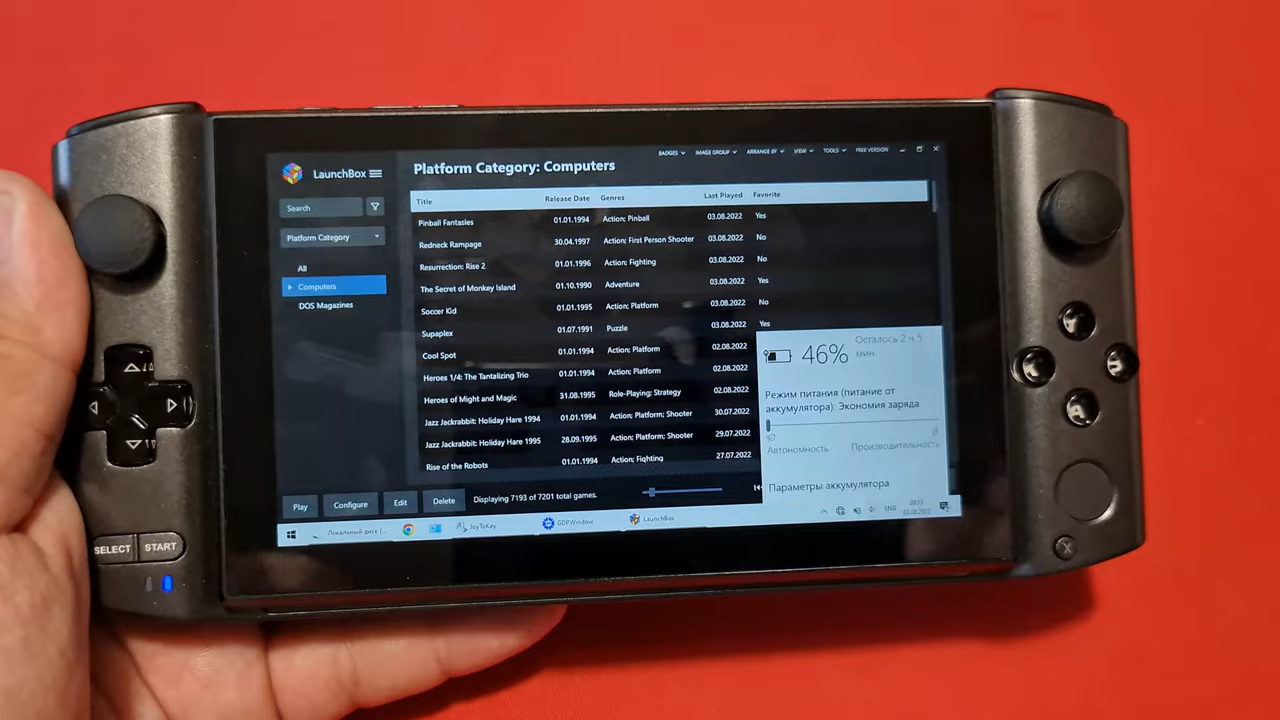 BADGES IMAGE GROUP ARRANGE BY VIEW TOOLS FREE VERSION
LaunchBox
Platform Category: Computers
Search
Platform Category
All
Computers
DOS Magazines
Title Release Date Genres Last Played Favorite
Pinball Fantasies 01.01.1994 Action; Pinball 03.08.2022 Yes
Redneck Rampage 30.04.1997 Action; First Person Shooter 03.08.2022 No
Resurrection: Rise 2 01.01.1996 Action; Fighting 03.08.2022 No
The Secret of Monkey Island 01.10.1990 Adventure 03.08.2022 Yes
Soccer Kid 01.01.1995 Action; Platform 03.08.2022 No
Supaplex 01.07.1991 Puzzle 03.08.2022 Yes
Cool Spot 01.01.1994 Action; Platform 02.08.2022
Heroes 1/4: The Tantalizing Trio 01.01.1994 Action; Platform 02.08.2022
Heroes of Might and Magic 31.08.1995 Role-Playing; Strategy 02.08.2022
Jazz Jackrabbit: Holiday Hare 1994 01.01.1994 Action; Platform; Shooter 30.07.2022
Jazz Jackrabbit: Holiday Hare 1995 28.09.1995 Action; Platform; Shooter 29.07.2022
Rise of the Robots 01.01.1994 Action; Fighting 27.07.2022
46% Осталось 2 ч 5
мин.
Режим питания (питание от
аккумулятора): Экономия заряда
Автономность Производительность
Параметры аккумулятора
Play Configure Edit Delete Displaying 7193 of 7201 total games.
Локальный диск (... JoyToKey GDPWindow LaunchBox ENG
03.08.2022
SELECT START
Y
B
A
X